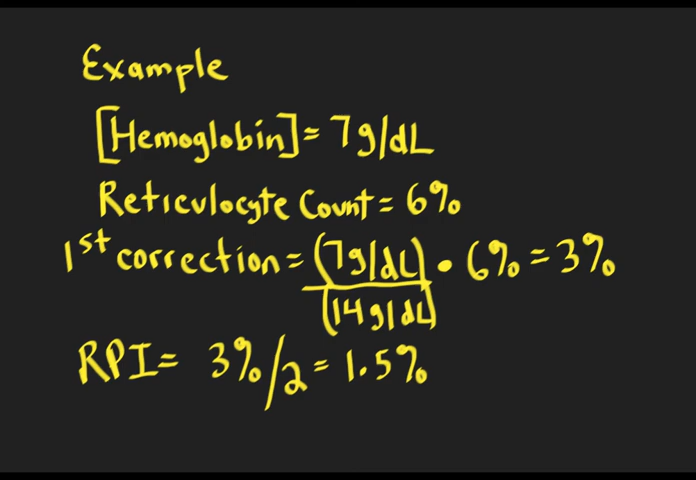 Example
[Hemoglobin] = 7g/dL
Reticulocyte Count = 6%
1st correction = (7g/dL)/(14g/dL) • 6% = 3%
RPI = 3%/2 = 1.5%